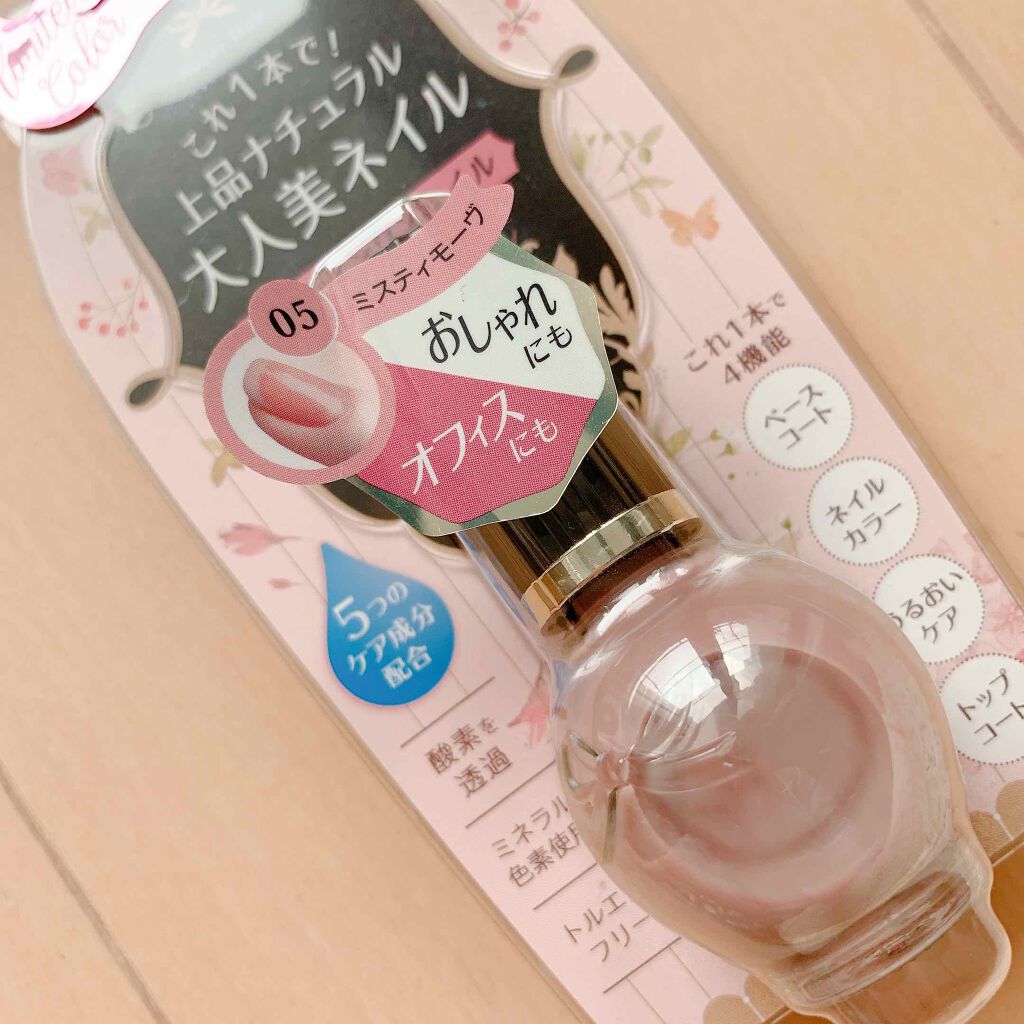 Limited
Color
これ1本で!
上品ナチュラル
大人美ネイル
イル
05
ミスティモーヴ
おしゃれ
にも
オフィス
にも
これ1本で
4機能
ベース
コート
ネイル
カラー
うるおい
ケア
トップ
コート
5つの
ケア成分
配合
酸素を
透過
ミネラル
色素使用
トルエ
フリー